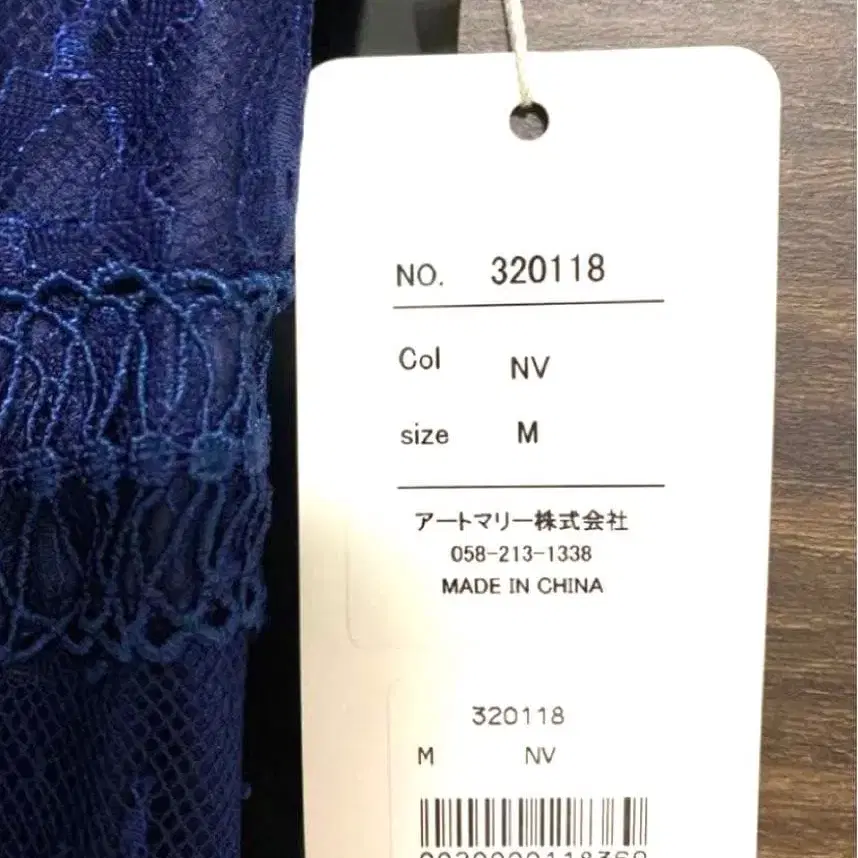 NO. 320118
Col NV
size M
アートマリー株式会社
058-213-1338
MADE IN CHINA
320118
M NV